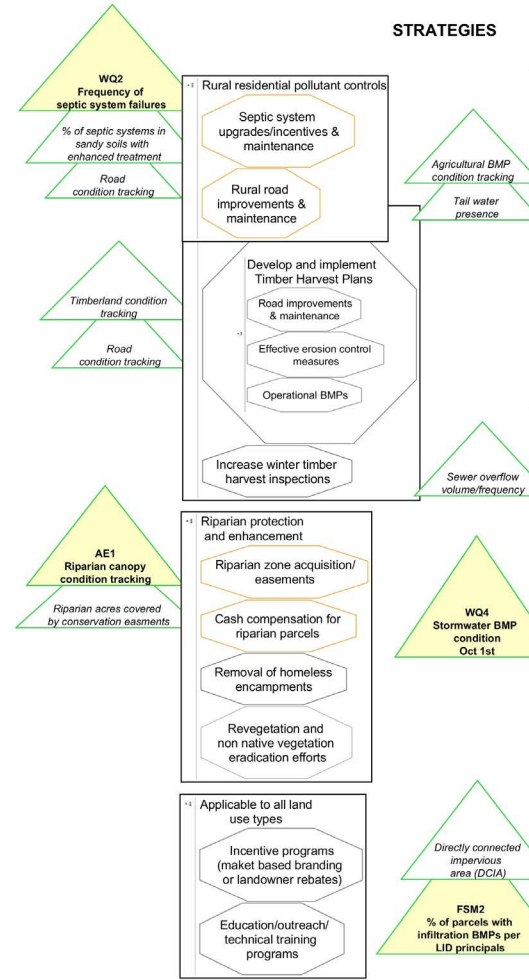 STRATEGIES
WQ2
Frequency of
septic system failures
% of septic systems in
sandy soils with
enhanced treatment
Road
condition tracking
Rural residential pollutant controls
Septic system
upgrades/incentives &
maintenance
Rural road
improvements &
maintenance
Agricultural BMP
condition tracking
Tail water
presence
Timberland condition
tracking
Road
condition tracking
Develop and implement
Timber Harvest Plans
Road improvements
& maintenance
Effective erosion control
measures
Operational BMPs
Increase winter timber
harvest inspections
Sewer overflow
volume/frequency
AE1
Riparian canopy
condition tracking
Riparian acres covered
by conservation easments
Riparian protection
and enhancement
Riparian zone acquisition/
easements
Cash compensation for
riparian parcels
Removal of homeless
encampments
Revegetation and
non native vegetation
eradication efforts
WQ4
Stormwater BMP
condition
Oct 1st
Applicable to all land
use types
Incentive programs
(maket based branding
or landowner rebates)
Education/outreach/
technical training
programs
Directly connected
impervious
area (DCIA)
FSM2
% of parcels with
infiltration BMPs per
LID principals